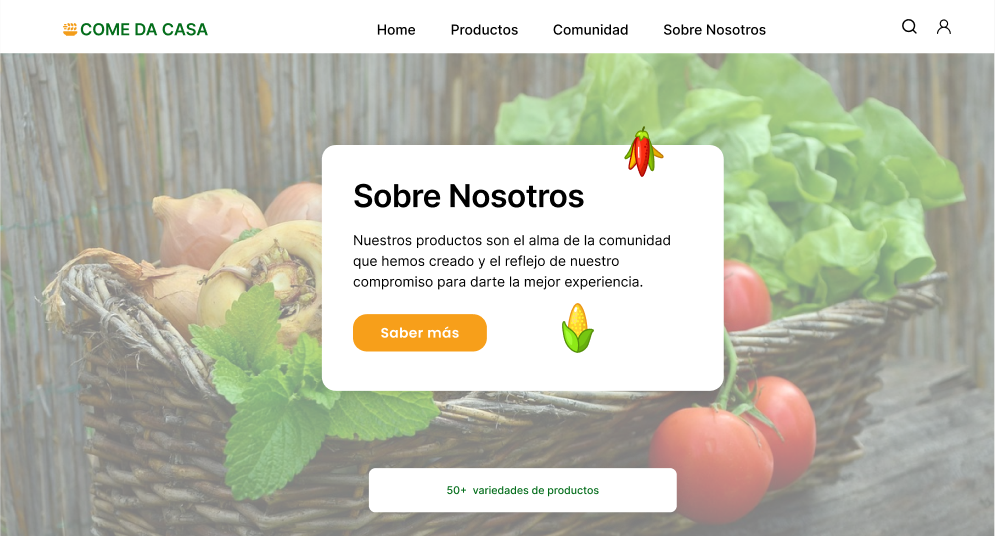 COME DA CASA
Home
Productos
Comunidad
Sobre Nosotros
Sobre Nosotros
Nuestros productos son el alma de la comunidad
que hemos creado y el reflejo de nuestro
compromiso para darte la mejor experiencia.
Saber más
50+ variedades de productos